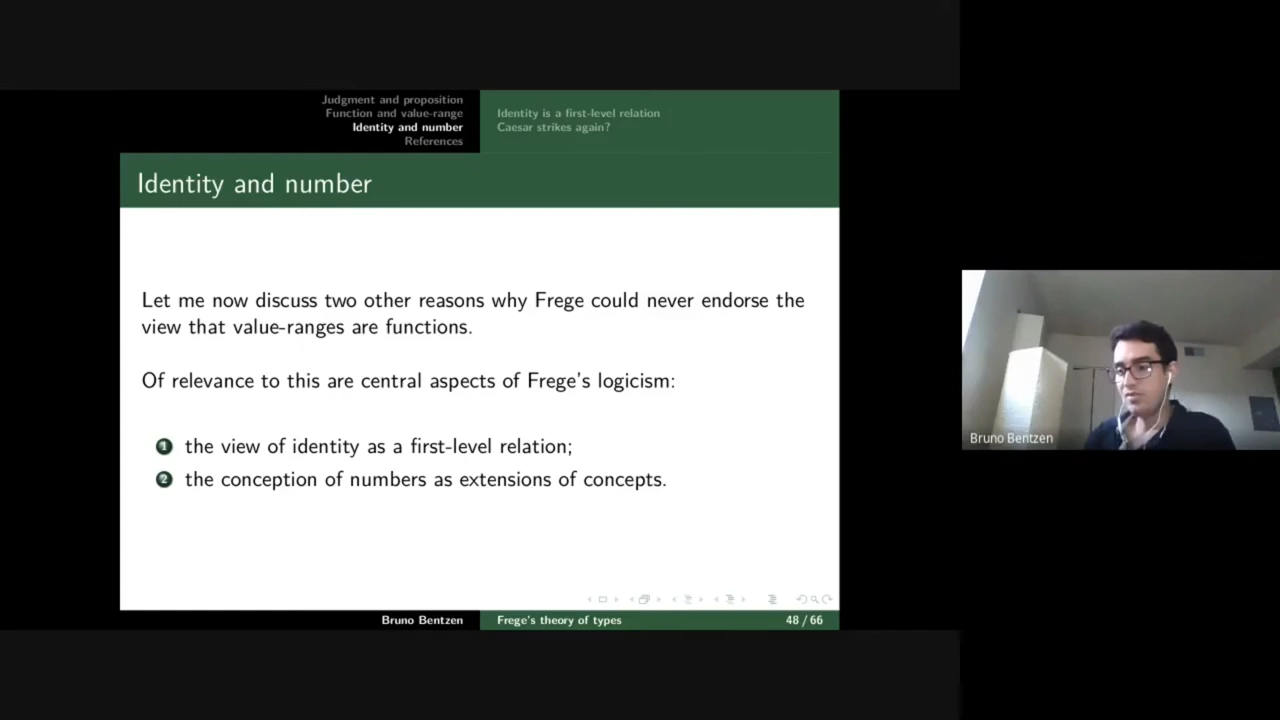 Judgment and proposition
Function and value-range
Identity and number
References
Identity is a first-level relation
Caesar strikes again?
Identity and number
Let me now discuss two other reasons why Frege could never endorse the
view that value-ranges are functions.
Of relevance to this are central aspects of Frege's logicism:
1 the view of identity as a first-level relation;
2 the conception of numbers as extensions of concepts.
Bruno Bentzen
Frege's theory of types
48 / 66
Bruno Bentzen